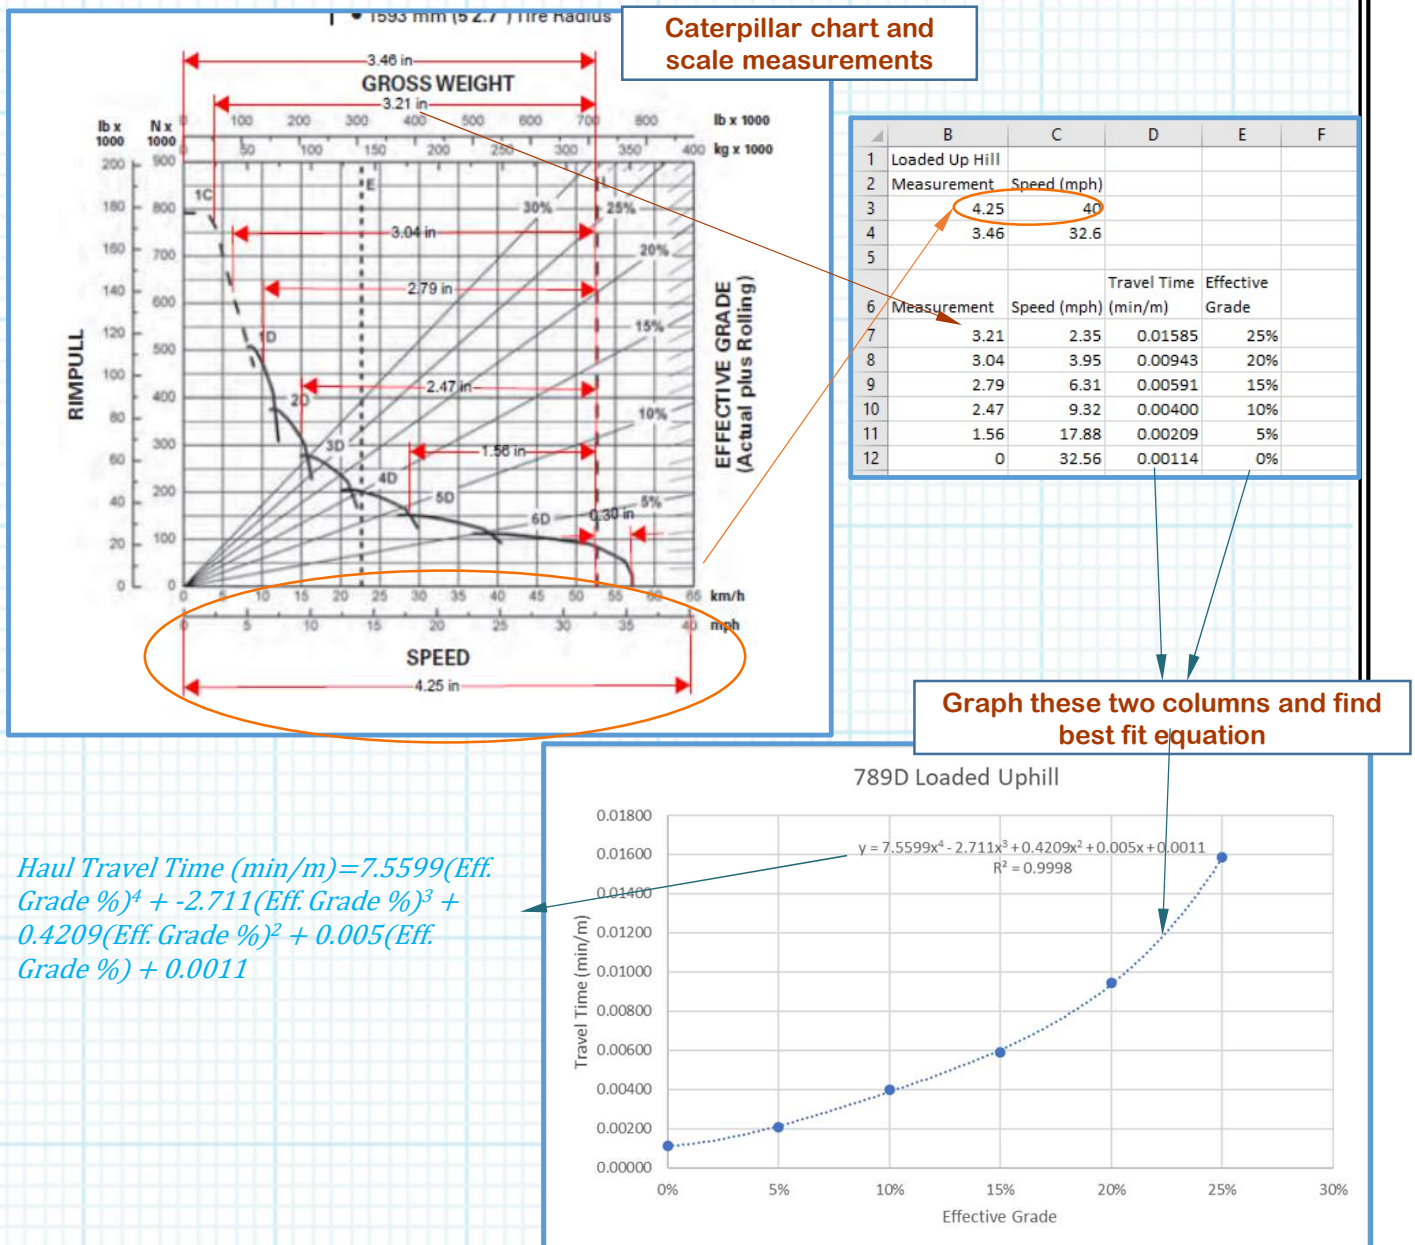 • 1593 mm (5'2.7") Tire Radius
Caterpillar chart and
scale measurements
3.46 in
GROSS WEIGHT
3.21 in
0 100 200 300 400 500 600 700 800 lb x 1000
0 50 100 150 200 250 300 350 400 kg x 1000
lb x
1000
N x
1000
200 180 160 140 120 100 80 60 40 20 0
900 800 700 600 500 400 300 200 100 0
RIMPULL
1C
E
L
30%
25%
3.04 in
20%
2.79 in
15%
1D
2.47 in
2D
10%
3D
1.56 in
4D
5D
5%
6D
0.30 in
EFFECTIVE GRADE
(Actual plus Rolling)
0 5 10 15 20 25 30 35 40 45 50 55 60 65 km/h
0 5 10 15 20 25 30 35 40 mph
SPEED
4.25 in
B C D E F
1 Loaded Up Hill
2 Measurement Speed (mph)
3 4.25 40
4 3.46 32.6
5
Travel Time Effective
6 Measurement Speed (mph) (min/m) Grade
7 3.21 2.35 0.01585 25%
8 3.04 3.95 0.00943 20%
9 2.79 6.31 0.00591 15%
10 2.47 9.32 0.00400 10%
11 1.56 17.88 0.00209 5%
12 0 32.56 0.00114 0%
Graph these two columns and find
best fit equation
Haul Travel Time (min/m)=7.5599(Eff.
Grade %)⁴ + -2.711(Eff. Grade %)³ +
0.4209(Eff. Grade %)² + 0.005(Eff.
Grade %) + 0.0011
789D Loaded Uphill
y = 7.5599x⁴ - 2.711x³ + 0.4209x² + 0.005x + 0.0011
R² = 0.9998
0.01800
0.01600
0.01400
0.01200
0.01000
0.00800
0.00600
0.00400
0.00200
0.00000
Travel Time (min/m)
0% 5% 10% 15% 20% 25% 30%
Effective Grade